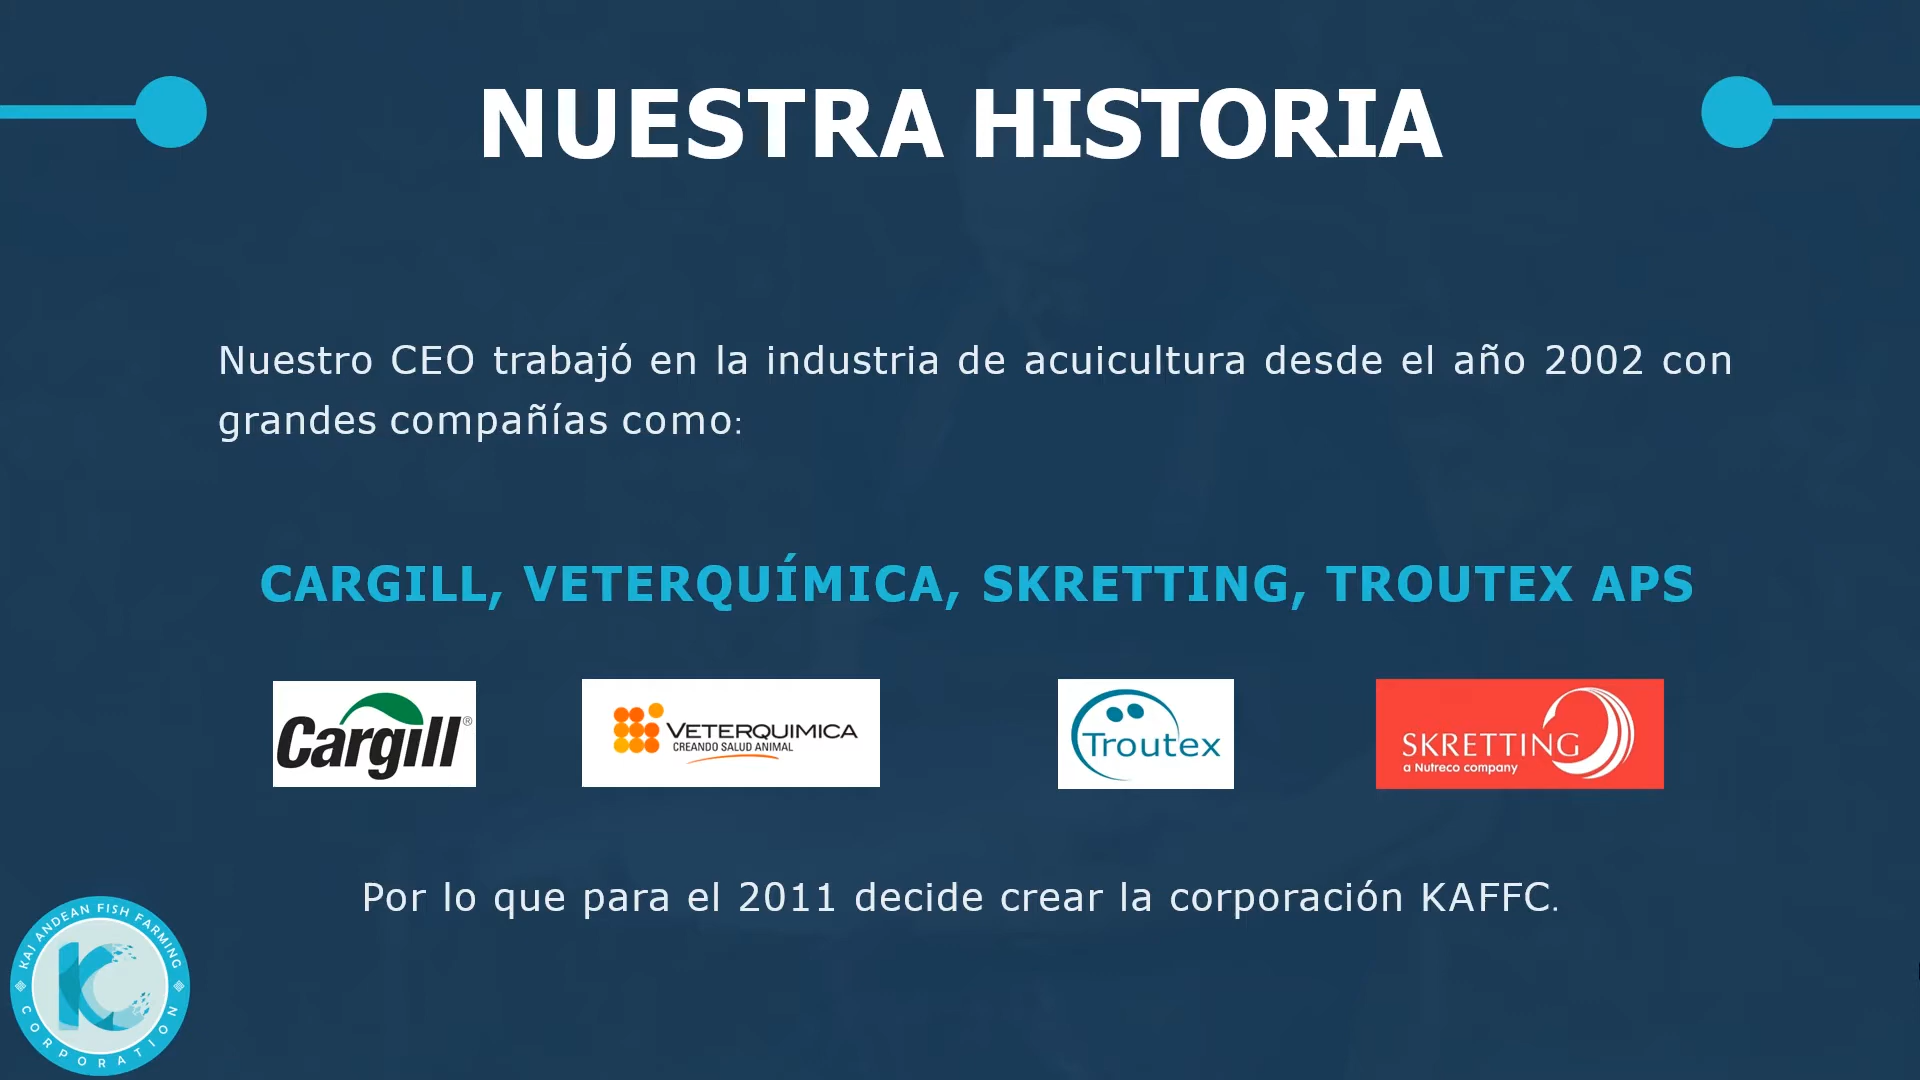 NUESTRA HISTORIA
Nuestro CEO trabajó en la industria de acuicultura desde el año 2002 con
grandes compañías como:
CARGILL, VETERQUÍMICA, SKRETTING, TROUTEX APS
Cargill®
VETERQUIMICA
CREANDO SALUD ANIMAL
Troutex
SKRETTING
a Nutreco company
Por lo que para el 2011 decide crear la corporación KAFFC.
KAI ANDEAN FISH FARMING
CORPORATION
KC